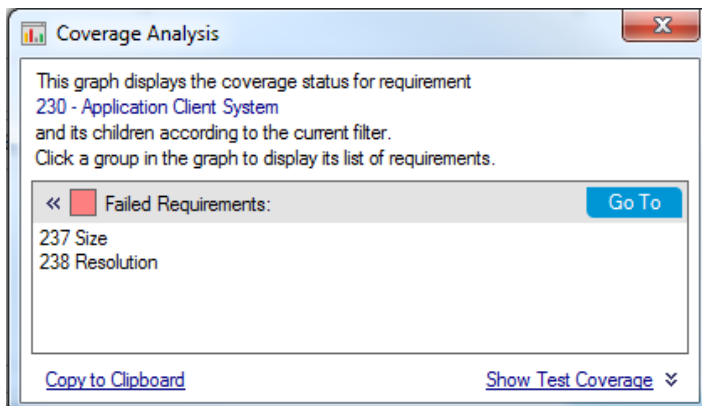 Coverage Analysis
This graph displays the coverage status for requirement
230 - Application Client System
and its children according to the current filter.
Click a group in the graph to display its list of requirements.
« Failed Requirements: Go To
237 Size
238 Resolution
Copy to Clipboard Show Test Coverage